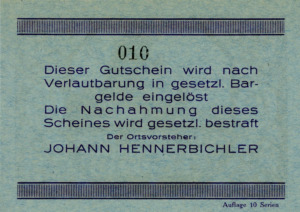 010
Dieser Gutschein wird nach
Verlautbarung in gesetzl. Bar-
gelde eingelöst
Die Nachahmung dieses
Scheines wird gesetzl. bestraft
Der Ortsvorsteher:
JOHANN HENNERBICHLER
Auflage 10 Serien